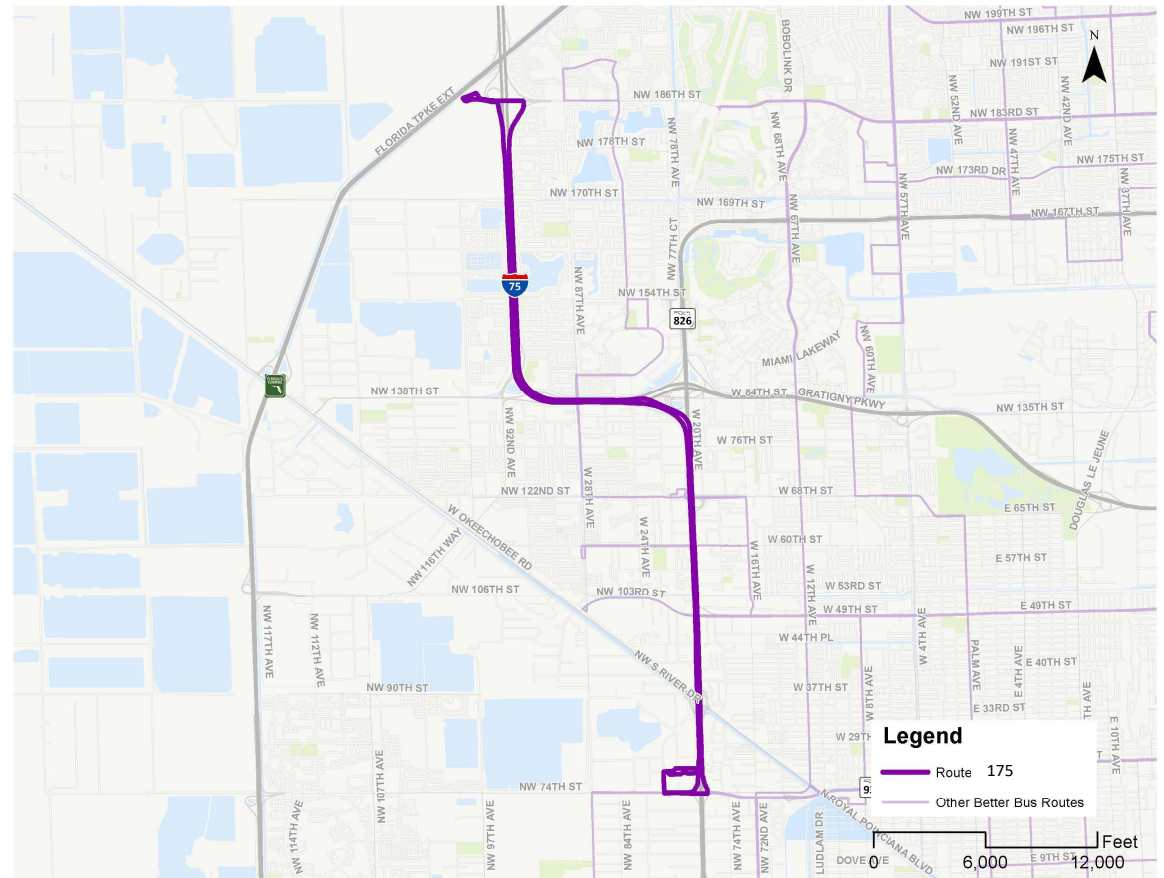 NW 199TH ST
NW 196TH ST
BOBOLINK DR
N
NW 191ST ST
NW 52ND AVE
NW 42ND AVE
NW 186TH ST
FLORIDA TPKE EXT
NW 183RD ST
NW 178TH ST
NW 78TH AVE
NW 68TH AVE
NW 47TH AVE
NW 175TH ST
NW 173RD DR
NW 37TH AVE
NW 170TH ST
NW 169TH ST
NW 57TH AVE
NW 167TH ST
NW 67TH AVE
NW 77TH CT
75
NW 87TH AVE
NW 154TH ST
826
MIAMI LAKEWAY
NW 60TH AVE
NW 138TH ST
W 84TH ST
GRATIGNY PKWY
NW 135TH ST
NW 92ND AVE
W 20TH AVE
W 76TH ST
DOUGLAS LE JEUNE
W 28TH AVE
NW 122ND ST
W 68TH ST
W OKEECHOBEE RD
E 65TH ST
W 24TH AVE
W 60TH ST
NW 116TH WAY
W 16TH AVE
E 57TH ST
W 12TH AVE
NW 106TH ST
NW 103RD ST
W 53RD ST
W 49TH ST
E 49TH ST
NW 117TH AVE
NW 112TH AVE
W 44TH PL
W 4TH AVE
PALM AVE
E 4TH AVE
NW S RIVER DR
E 40TH ST
NW 90TH ST
W 37TH ST
W 8TH AVE
E 33RD ST
TH AVE
E 10TH AVE
W 29TH
Legend
NW 107TH AVE
NW 74TH ST
Route 175
Other Better Bus Routes
NW 114TH AVE
NW 97TH AVE
NW 84TH AVE
NW 74TH AVE
NW 72ND AVE
LUDLAM DR
N ROYAL POINCIANA BLVD
DOVE AVE
E 9TH ST
Feet
0 6,000 12,000